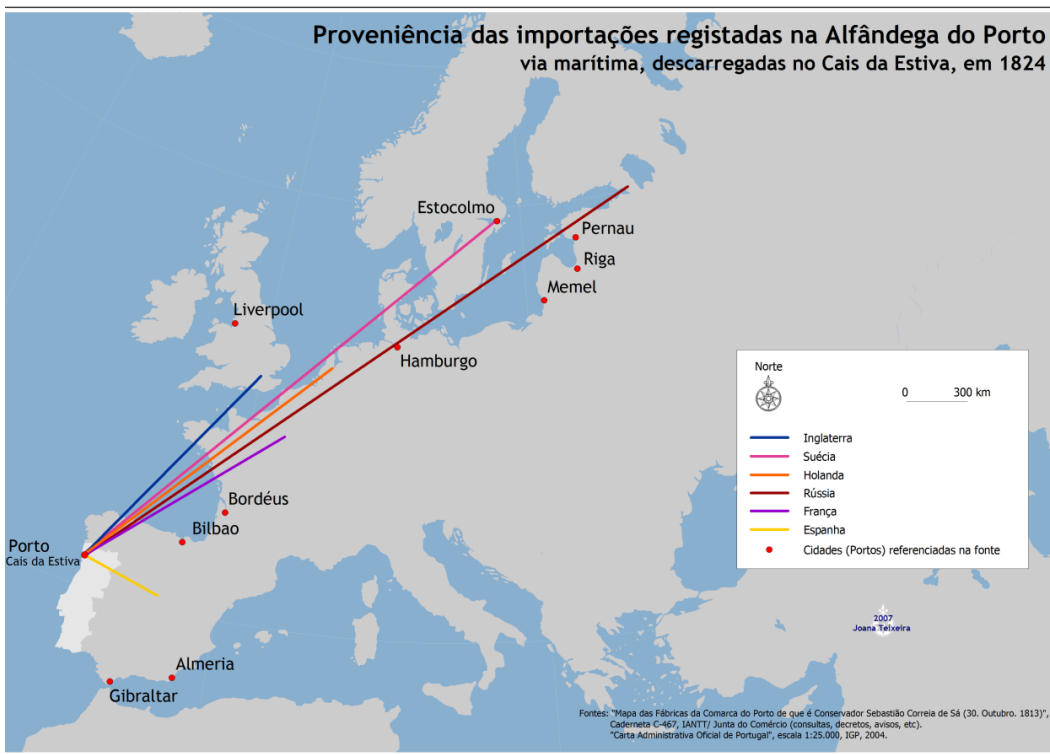 Proveniência das importações registadas na Alfândega do Porto
via marítima, descarregadas no Cais da Estiva, em 1824
Estocolmo
Pernau
Riga
Memel
Liverpool
Hamburgo
Norte
0 300 km
Inglaterra
Suécia
Holanda
Rússia
França
Espanha
Cidades (Portos) referenciadas na fonte
Bordéus
Bilbao
Porto
Cais da Estiva
2007
Joana Teixeira
Almeria
Gibraltar
Fontes: "Mapa das Fábricas da Comarca do Porto de que é Conservador Sebastião Correia de Sá (30. Outubro. 1813)",
Caderneta C-467, IANTT/ Junta do Comércio (consultas, decretos, avisos, etc).
"Carta Administrativa Oficial de Portugal", escala 1:25.000, IGP, 2004.